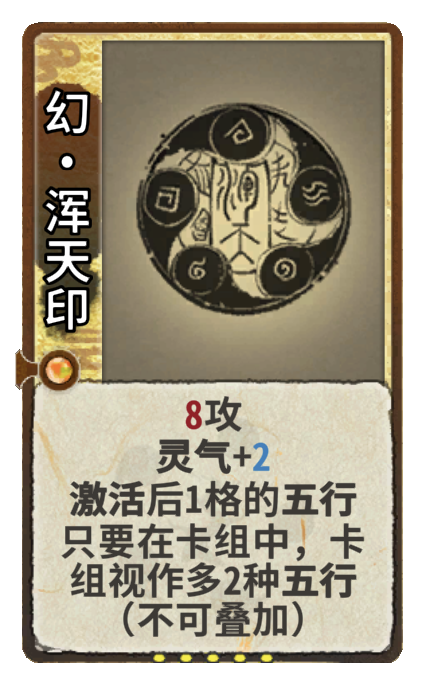 幻·浑天印
8攻
灵气+2
激活后1格的五行
只要在卡组中，卡
组视作多2种五行
（不可叠加）